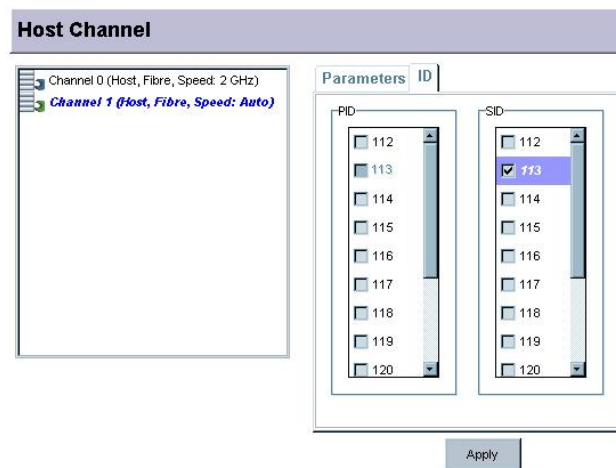 Host Channel
Channel 0 (Host, Fibre, Speed: 2 GHz)
Channel 1 (Host, Fibre, Speed: Auto)
Parameters
ID
PID
112
113
114
115
116
117
118
119
120
SID
112
113
114
115
116
117
118
119
120
Apply